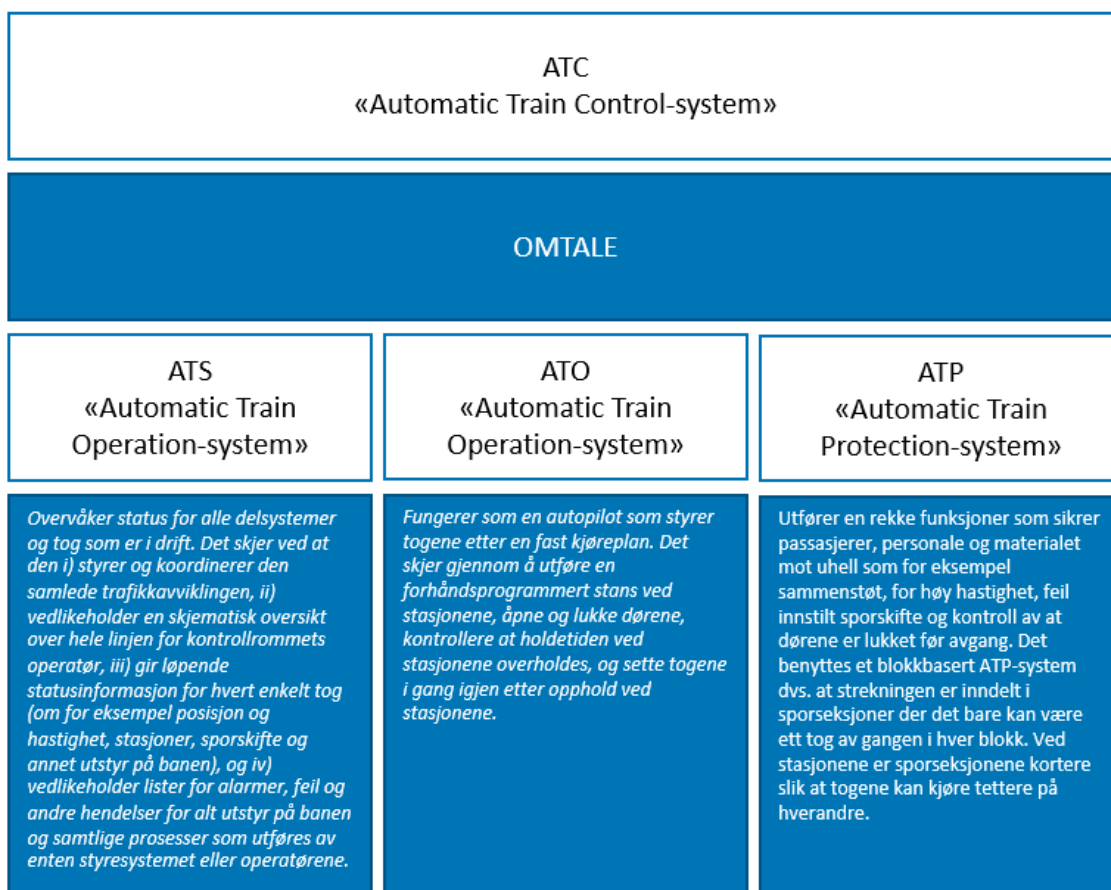 ATC
«Automatic Train Control-system»
OMTALE
ATS
«Automatic Train
Operation-system»
ATO
«Automatic Train
Operation-system»
ATP
«Automatic Train
Protection-system»
Overvåker status for alle delsystemer
og tog som er i drift. Det skjer ved at
den i) styrer og koordinerer den
samlede trafikkavviklingen, ii)
vedlikeholder en skjematisk oversikt
over hele linjen for kontrollrommets
operatør, iii) gir løpende
statusinformasjon for hvert enkelt tog
(om for eksempel posisjon og
hastighet, stasjoner, sporskifte og
annet utstyr på banen), og iv)
vedlikeholder lister for alarmer, feil og
andre hendelser for alt utstyr på banen
og samtlige prosesser som utføres av
enten styresystemet eller operatørene.
Fungerer som en autopilot som styrer
togene etter en fast kjøreplan. Det
skjer gjennom å utføre en
forhåndsprogrammert stans ved
stasjonene, åpne og lukke dørene,
kontrollere at holdetiden ved
stasjonene overholdes, og sette togene
i gang igjen etter opphold ved
stasjonene.
Utfører en rekke funksjoner som sikrer
passasjerer, personale og materialet
mot uhell som for eksempel
sammenstøt, for høy hastighet, feil
innstilt sporskifte og kontroll av at
dørene er lukket før avgang. Det
benyttes et blokkbasert ATP-system
dvs. at strekningen er inndelt i
sporseksjoner der det bare kan være
ett tog av gangen i hver blokk. Ved
stasjonene er sporseksjonene kortere
slik at togene kan kjøre tettere på
hverandre.